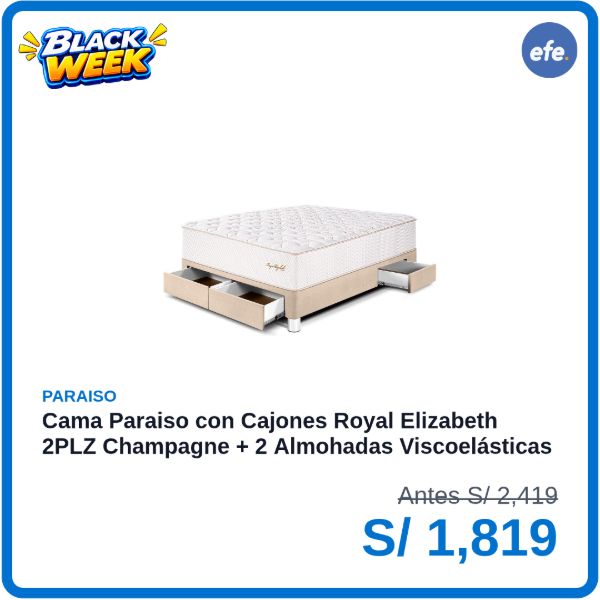 BLACK
WEEK
efe.
PARAISO
Cama Paraiso con Cajones Royal Elizabeth
2PLZ Champagne + 2 Almohadas Viscoelásticas
Antes S/ 2,419
S/ 1,819